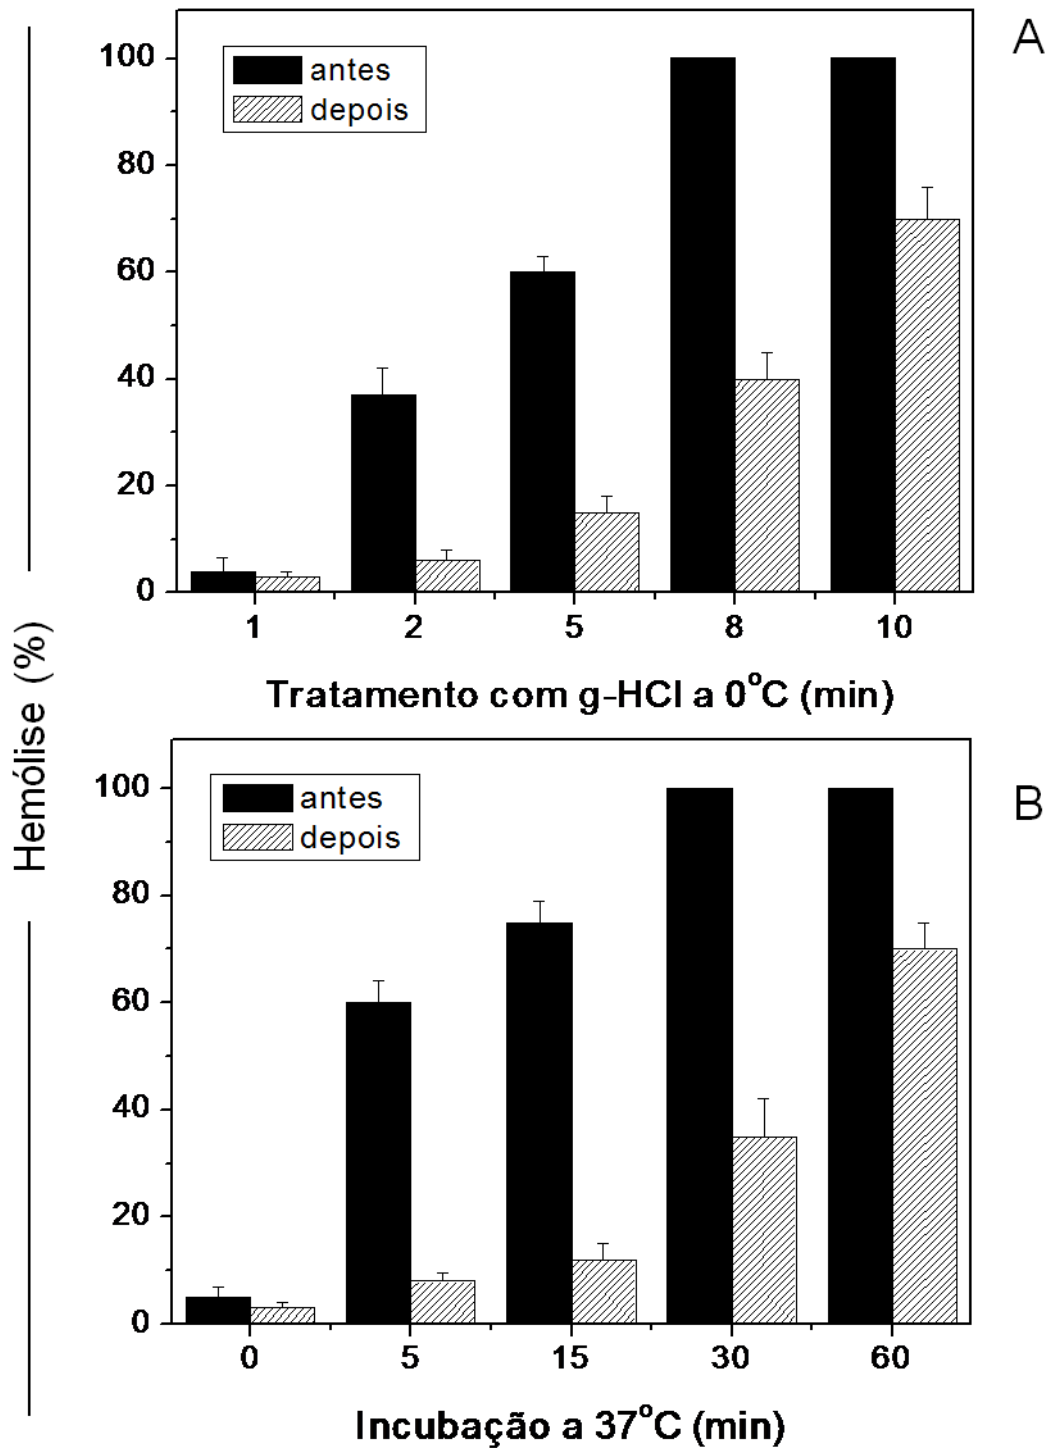 A
100
80
60
40
20
0
antes
depois
1 2 5 8 10
Tratamento com g-HCl a 0°C (min)
Hemólise (%)
B
100
80
60
40
20
0
antes
depois
0 5 15 30 60
Incubação a 37°C (min)